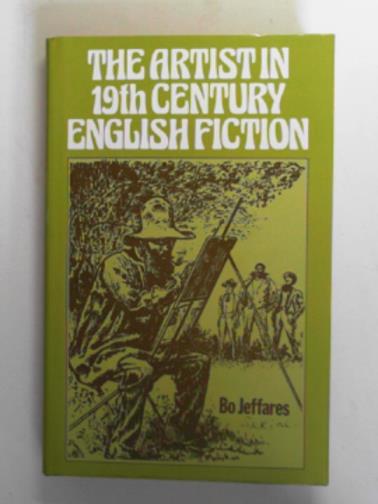 THE ARTIST IN
19th CENTURY
ENGLISH FICTION
Bo Jeffares